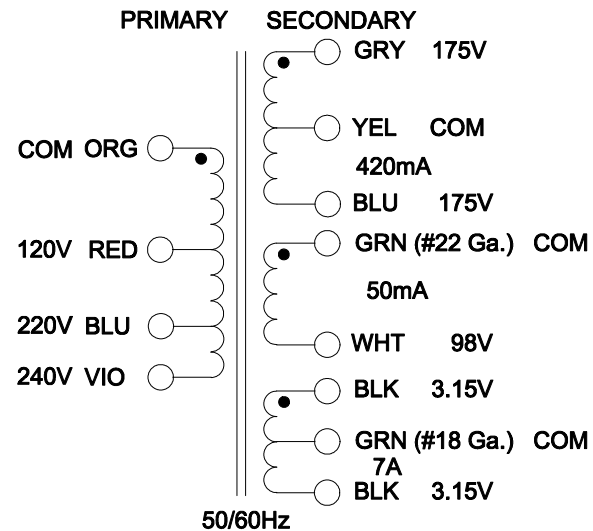 PRIMARY SECONDARY
GRY 175V
YEL COM
420mA
BLU 175V
COM ORG
120V RED
220V BLU
240V VIO
GRN (#22 Ga.) COM
50mA
WHT 98V
BLK 3.15V
GRN (#18 Ga.) COM
7A
BLK 3.15V
50/60Hz